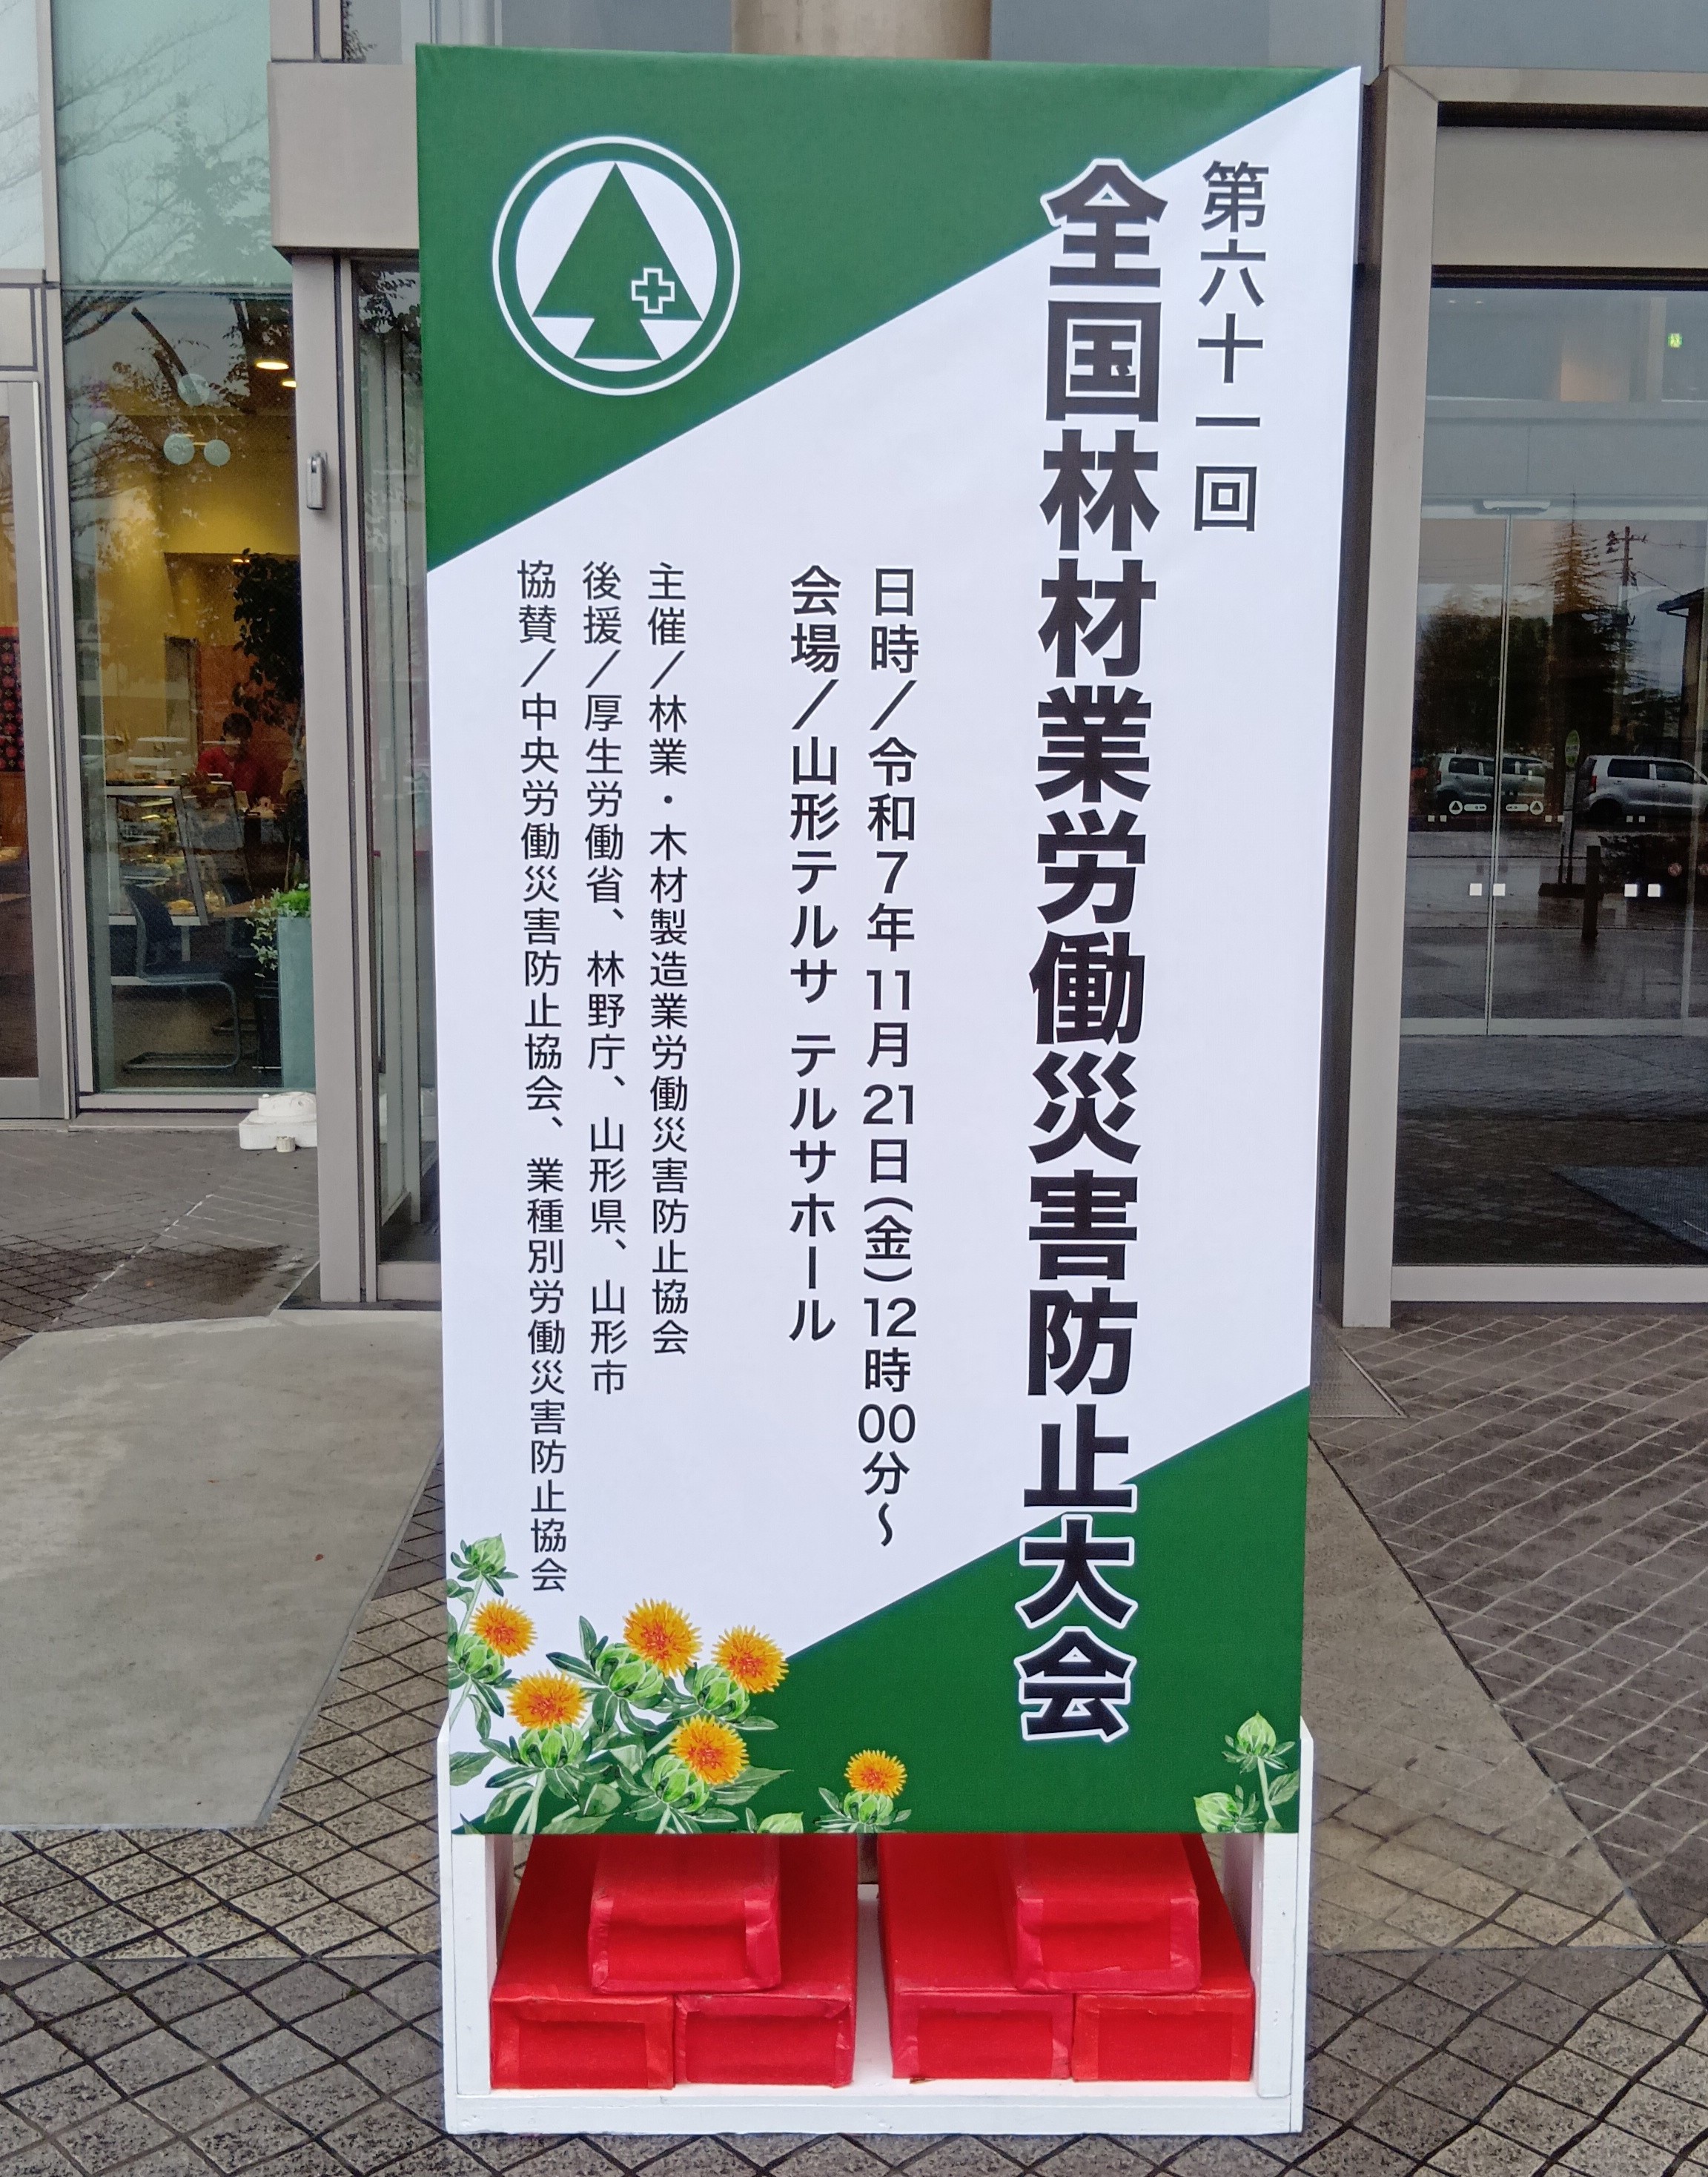 第六十一回
全国林材業労働災害防止大会
日時／令和7年11月21日(金)12時00分～
会場／山形テルサ テルサホール
主催／林業・木材製造業労働災害防止協会
後援／厚生労働省、林野庁、山形県、山形市
協賛／中央労働災害防止協会、業種別労働災害防止協会